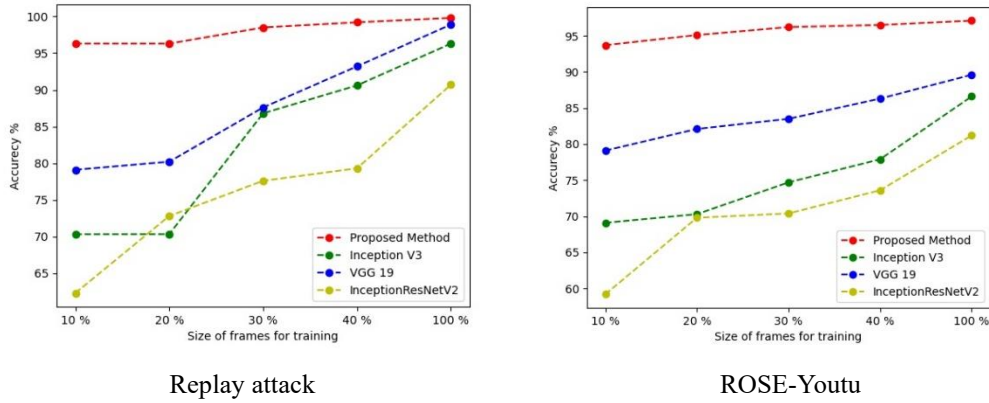 100
95
90
85
80
75
70
65
Accurecy %
Proposed Method
Inception V3
VGG 19
InceptionResNetV2
10 % 20 % 30 % 40 % 100 %
Size of frames for training
Replay attack
95
90
85
80
75
70
65
60
Accurecy %
Proposed Method
Inception V3
VGG 19
InceptionResNetV2
10 % 20 % 30 % 40 % 100 %
Size of frames for training
ROSE-Youtu